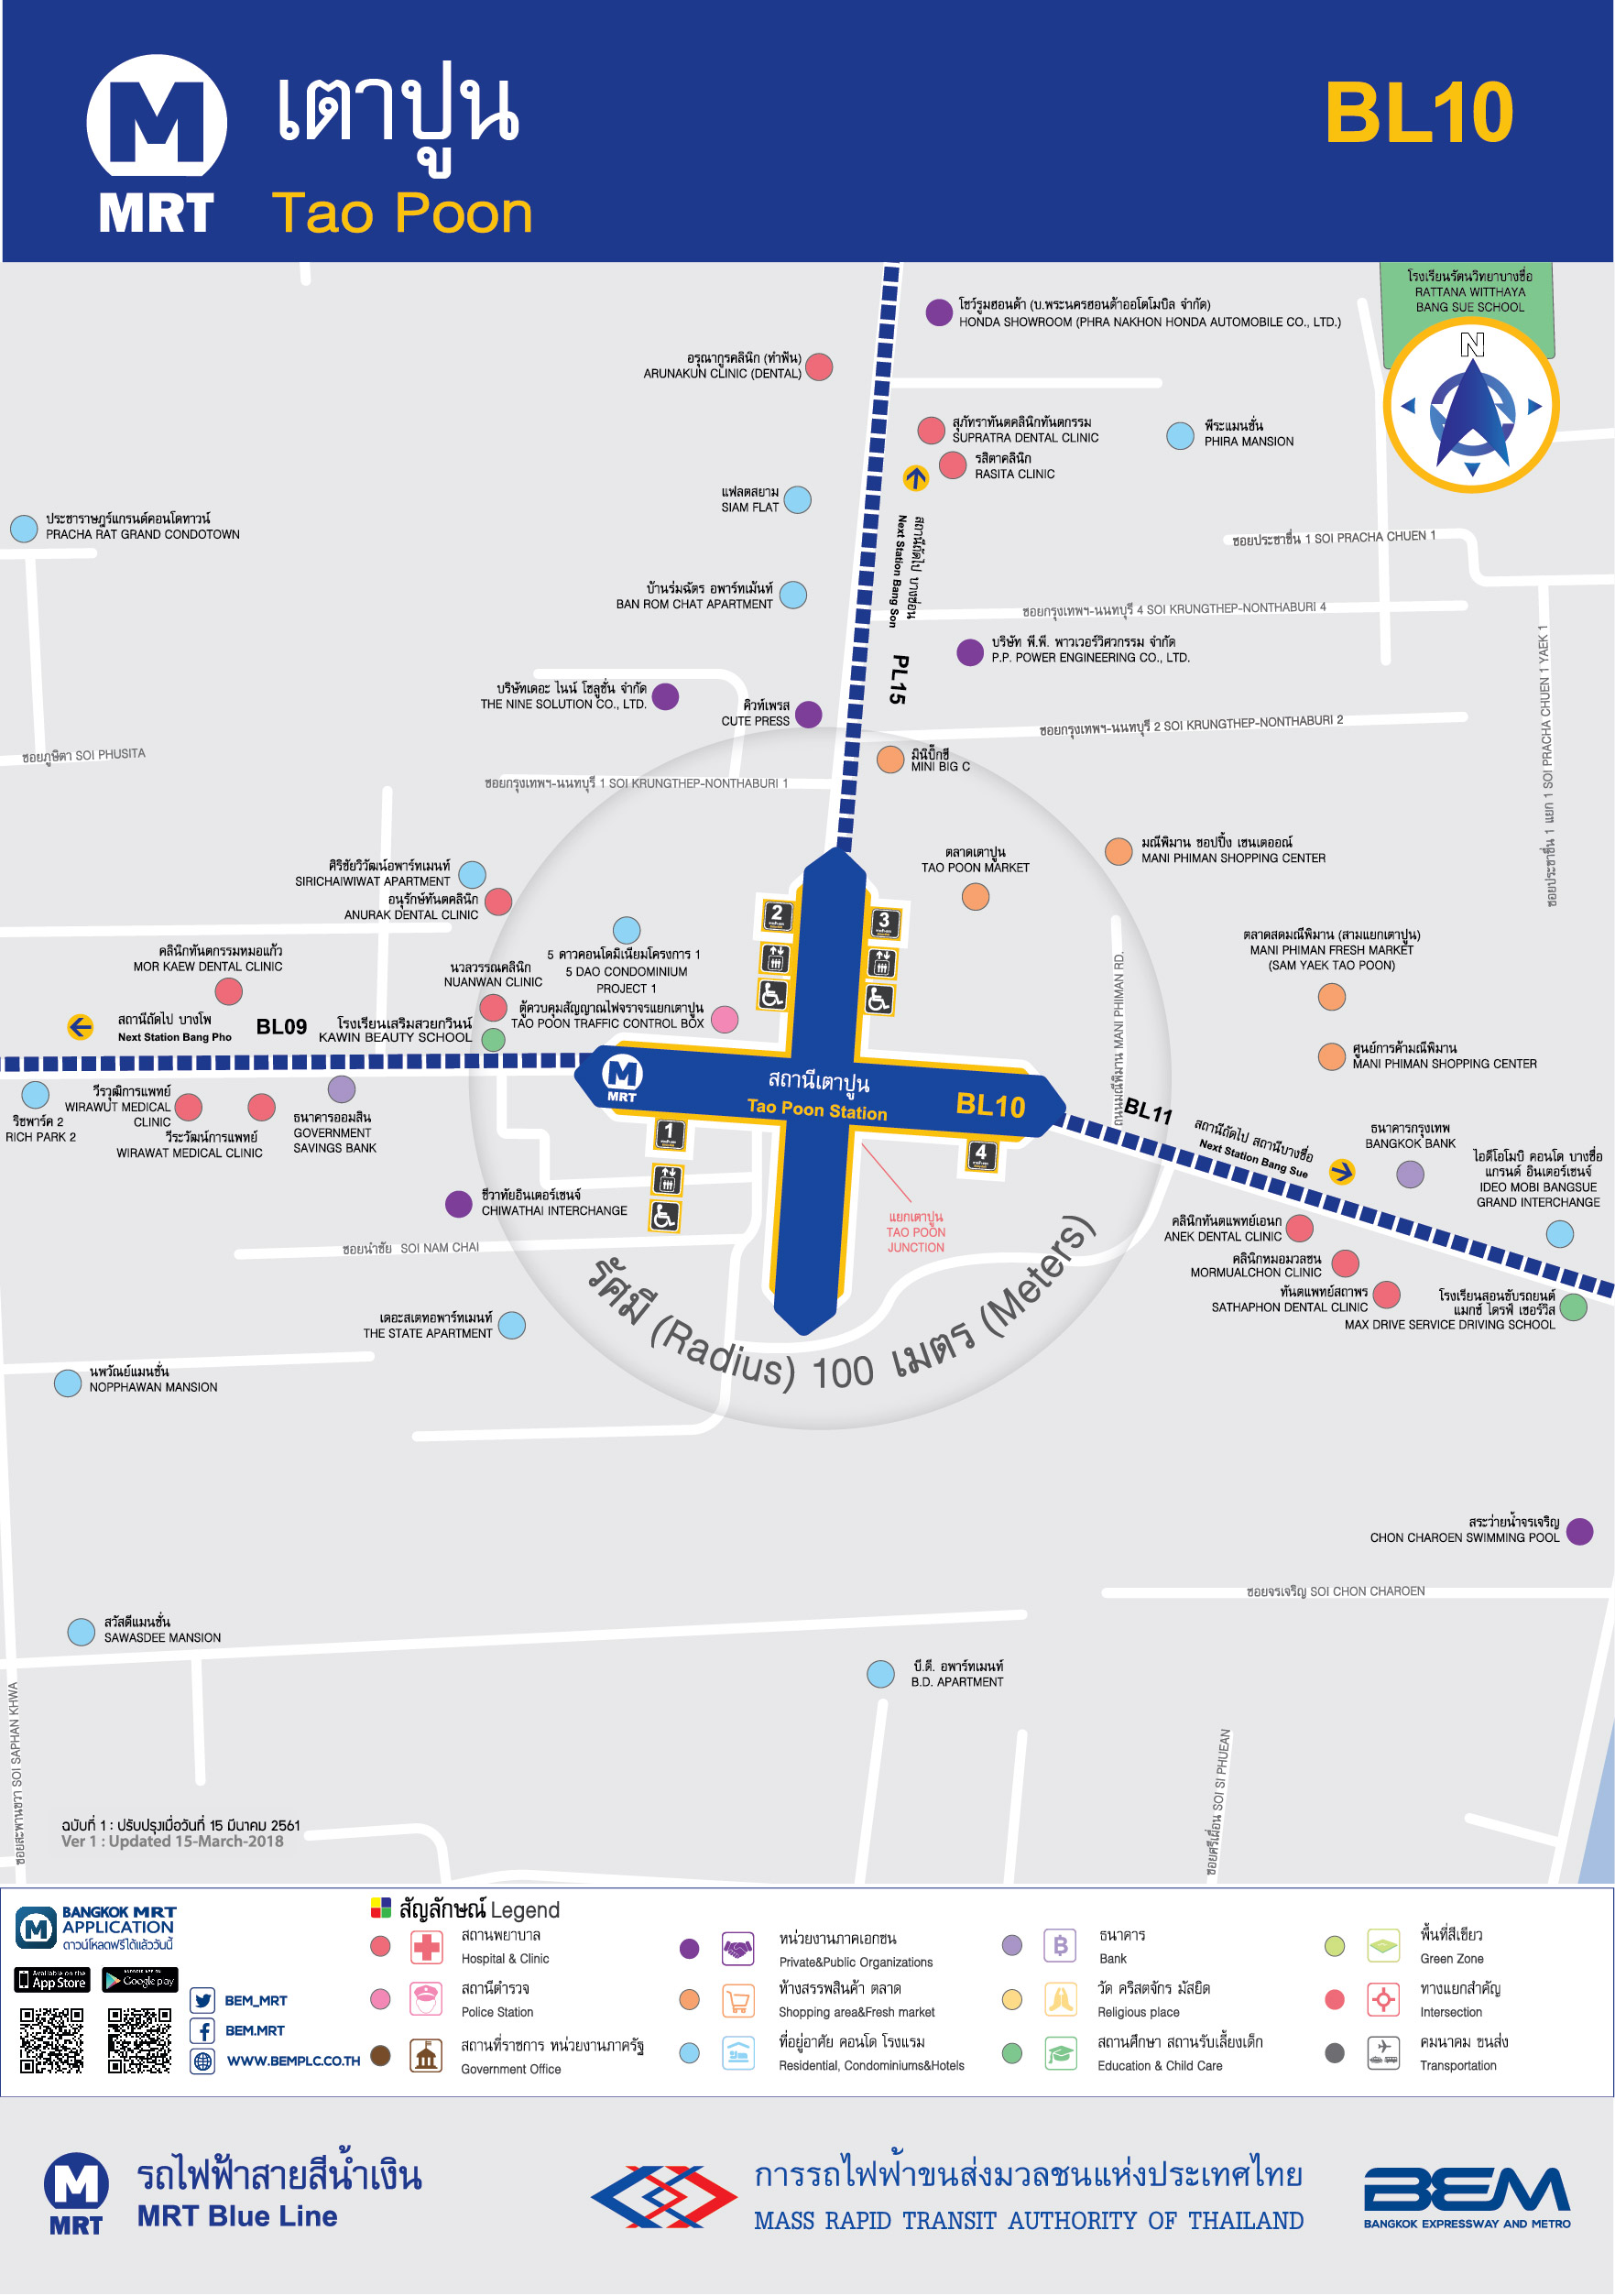 MRT
เตาปูน
Tao Poon
BL10
โรงเรียนรัตนวิทยาบางซื่อ
RATTANA WITTHAYA
BANG SUE SCHOOL
N
โชว์รูมฮอนด้า (บ.พระนครฮอนด้าออโตโมบิล จำกัด)
HONDA SHOWROOM (PHRA NAKHON HONDA AUTOMOBILE CO., LTD.)
อรุณากูรคลินิก (ทำฟัน)
ARUNAKUN CLINIC (DENTAL)
สุภัทราทันตคลินิกทันตกรรม
SUPRATRA DENTAL CLINIC
รสิตาคลินิก
RASITA CLINIC
พีระแมนชั่น
PHIRA MANSION
แฟลตสยาม
SIAM FLAT
ประชาราษฎร์แกรนด์คอนโดทาวน์
PRACHA RAT GRAND CONDOTOWN
สถานีถัดไป บางซ่อน
Next Station Bang Son
PL15
ซอยประชาชื่น 1 SOI PRACHA CHUEN 1
บ้านร่มฉัตร อพาร์ทเม้นท์
BAN ROM CHAT APARTMENT
ซอยกรุงเทพฯ-นนทบุรี 4 SOI KRUNGTHEP-NONTHABURI 4
บริษัท พี.พี. พาวเวอร์วิศวกรรม จำกัด
P.P. POWER ENGINEERING CO., LTD.
ซอยประชาชื่น 1 แยก 1 SOI PRACHA CHUEN 1 YAEK 1
บริษัทเดอะ ไนน์ โซลูชั่น จำกัด
THE NINE SOLUTION CO., LTD.
คิวท์เพรส
CUTE PRESS
ซอยกรุงเทพฯ-นนทบุรี 2 SOI KRUNGTHEP-NONTHABURI 2
ซอยภูษิตา SOI PHUSITA
มินิบิ๊กซี
MINI BIG C
ซอยกรุงเทพฯ-นนทบุรี 1 SOI KRUNGTHEP-NONTHABURI 1
ตลาดเตาปูน
TAO POON MARKET
มณีพิมาน ชอปปิ้ง เซนเตออณ์
MANI PHIMAN SHOPPING CENTER
ศิริชัยวิวัฒน์อพาร์ทเมนท์
SIRICHAIWIWAT APARTMENT
อนุรักษ์ทันตคลินิก
ANURAK DENTAL CLINIC
2
3
ตลาดสดมณีพิมาน (สามแยกเตาปูน)
MANI PHIMAN FRESH MARKET
(SAM YAEK TAO POON)
คลินิกทันตกรรมหมอแก้ว
MOR KAEW DENTAL CLINIC
นวลวรรณคลินิก
NUANWAN CLINIC
5 ดาวคอนโดมิเนียมโครงการ 1
5 DAO CONDOMINIUM
PROJECT 1
ตู้ควบคุมสัญญาณไฟจราจรแยกเตาปูน
TAO POON TRAFFIC CONTROL BOX
ถนนมณีพิมาน MANI PHIMAN RD.
สถานีถัดไป บางโพ
Next Station Bang Pho
BL09
โรงเรียนเสริมสวยกวินน์
KAWIN BEAUTY SCHOOL
ศูนย์การค้ามณีพิมาน
MANI PHIMAN SHOPPING CENTER
MRT
สถานีเตาปูน
Tao Poon Station
BL10
ริชพาร์ค 2
RICH PARK 2
วีรวุฒิการแพทย์
WIRAWUT MEDICAL
CLINIC
วีระวัฒน์การแพทย์
WIRAWAT MEDICAL CLINIC
ธนาคารออมสิน
GOVERNMENT
SAVINGS BANK
1
4
BL11
สถานีถัดไป สถานีบางซื่อ
Next Station Bang Sue
ธนาคารกรุงเทพ
BANGKOK BANK
ไอดีโอโมบิ คอนโด บางซื่อ
แกรนด์ อินเตอร์เชนจ์
IDEO MOBI BANGSUE
GRAND INTERCHANGE
ชีวาทัยอินเตอร์เชนจ์
CHIWATHAI INTERCHANGE
แยกเตาปูน
TAO POON
JUNCTION
คลินิกทันตแพทย์เอนก
ANEK DENTAL CLINIC
ซอยนำชัย SOI NAM CHAI
คลินิกหมอมวลชน
MORMUALCHON CLINIC
ทันตแพทย์สถาพร
SATHAPHON DENTAL CLINIC
โรงเรียนสอนขับรถยนต์
แมกซ์ ไดรฟ์ เซอร์วิส
MAX DRIVE SERVICE DRIVING SCHOOL
รัศมี (Radius) 100 เมตร (Meters)
เดอะสเตทอพาร์ทเมนท์
THE STATE APARTMENT
นพวัณย์แมนชั่น
NOPPHAWAN MANSION
สระว่ายน้ำจรเจริญ
CHON CHAROEN SWIMMING POOL
ซอยจรเจริญ SOI CHON CHAROEN
สวัสดีแมนชั่น
SAWASDEE MANSION
บี.ดี. อพาร์ทเมนท์
B.D. APARTMENT
ซอยสะพานขวา SOI SAPHAN KHWA
ซอยศรีเผื่อน SOI SI PHUEAN
ฉบับที่ 1 : ปรับปรุงเมื่อวันที่ 15 มีนาคม 2561
Ver 1 : Updated 15-March-2018
BANGKOK MRT
APPLICATION
ดาวน์โหลดฟรีได้แล้ววันนี้
Available on the
App Store
Google play
BEM_MRT
BEM.MRT
WWW.BEMPLC.CO.TH
สัญลักษณ์ Legend
สถานพยาบาล
Hospital & Clinic
สถานีตำรวจ
Police Station
สถานที่ราชการ หน่วยงานภาครัฐ
Government Office
หน่วยงานภาคเอกชน
Private&Public Organizations
ห้างสรรพสินค้า ตลาด
Shopping area&Fresh market
ที่อยู่อาศัย คอนโด โรงแรม
Residential, Condominiums&Hotels
ธนาคาร
Bank
วัด คริสตจักร มัสยิด
Religious place
สถานศึกษา สถานรับเลี้ยงเด็ก
Education & Child Care
พื้นที่สีเขียว
Green Zone
ทางแยกสำคัญ
Intersection
คมนาคม ขนส่ง
Transportation
MRT
รถไฟฟ้าสายสีน้ำเงิน
MRT Blue Line
การรถไฟฟ้าขนส่งมวลชนแห่งประเทศไทย
MASS RAPID TRANSIT AUTHORITY OF THAILAND
BEM
BANGKOK EXPRESSWAY AND METRO